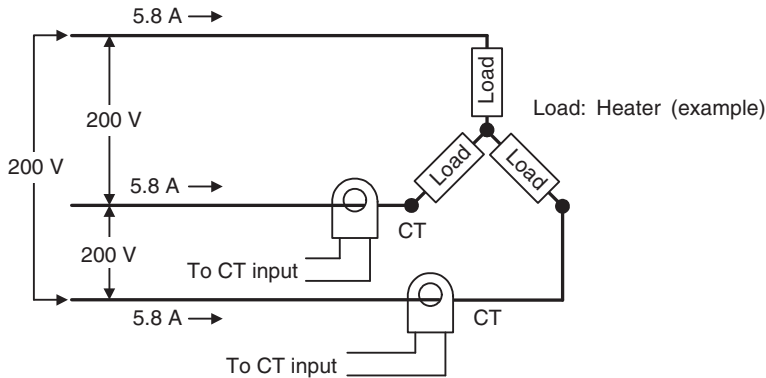 5.8 A
Load
Load: Heater (example)
200 V
Load
Load
200 V
5.8 A
CT
200 V
To CT input
5.8 A
CT
To CT input